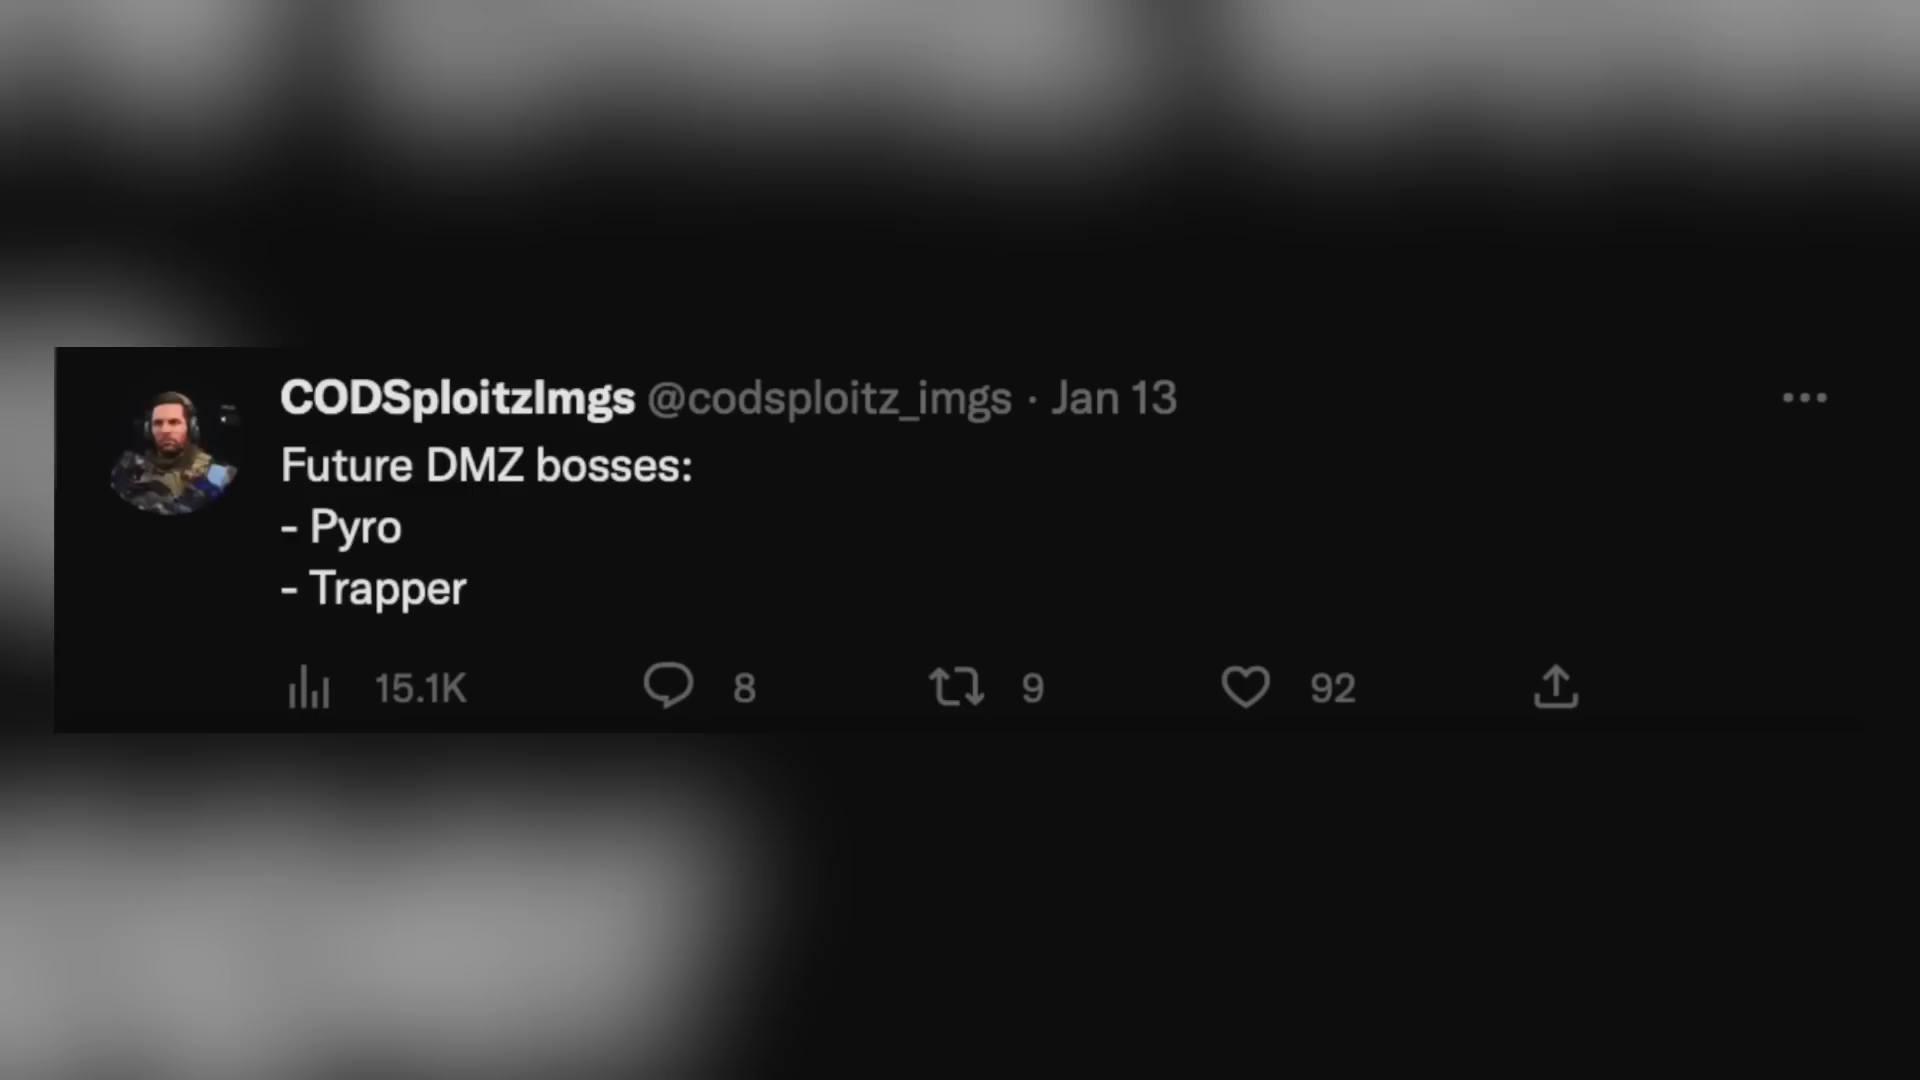 CODSploitzImgs @codsploitz_imgs · Jan 13
Future DMZ bosses:
- Pyro
- Trapper
15.1K 8 9 92